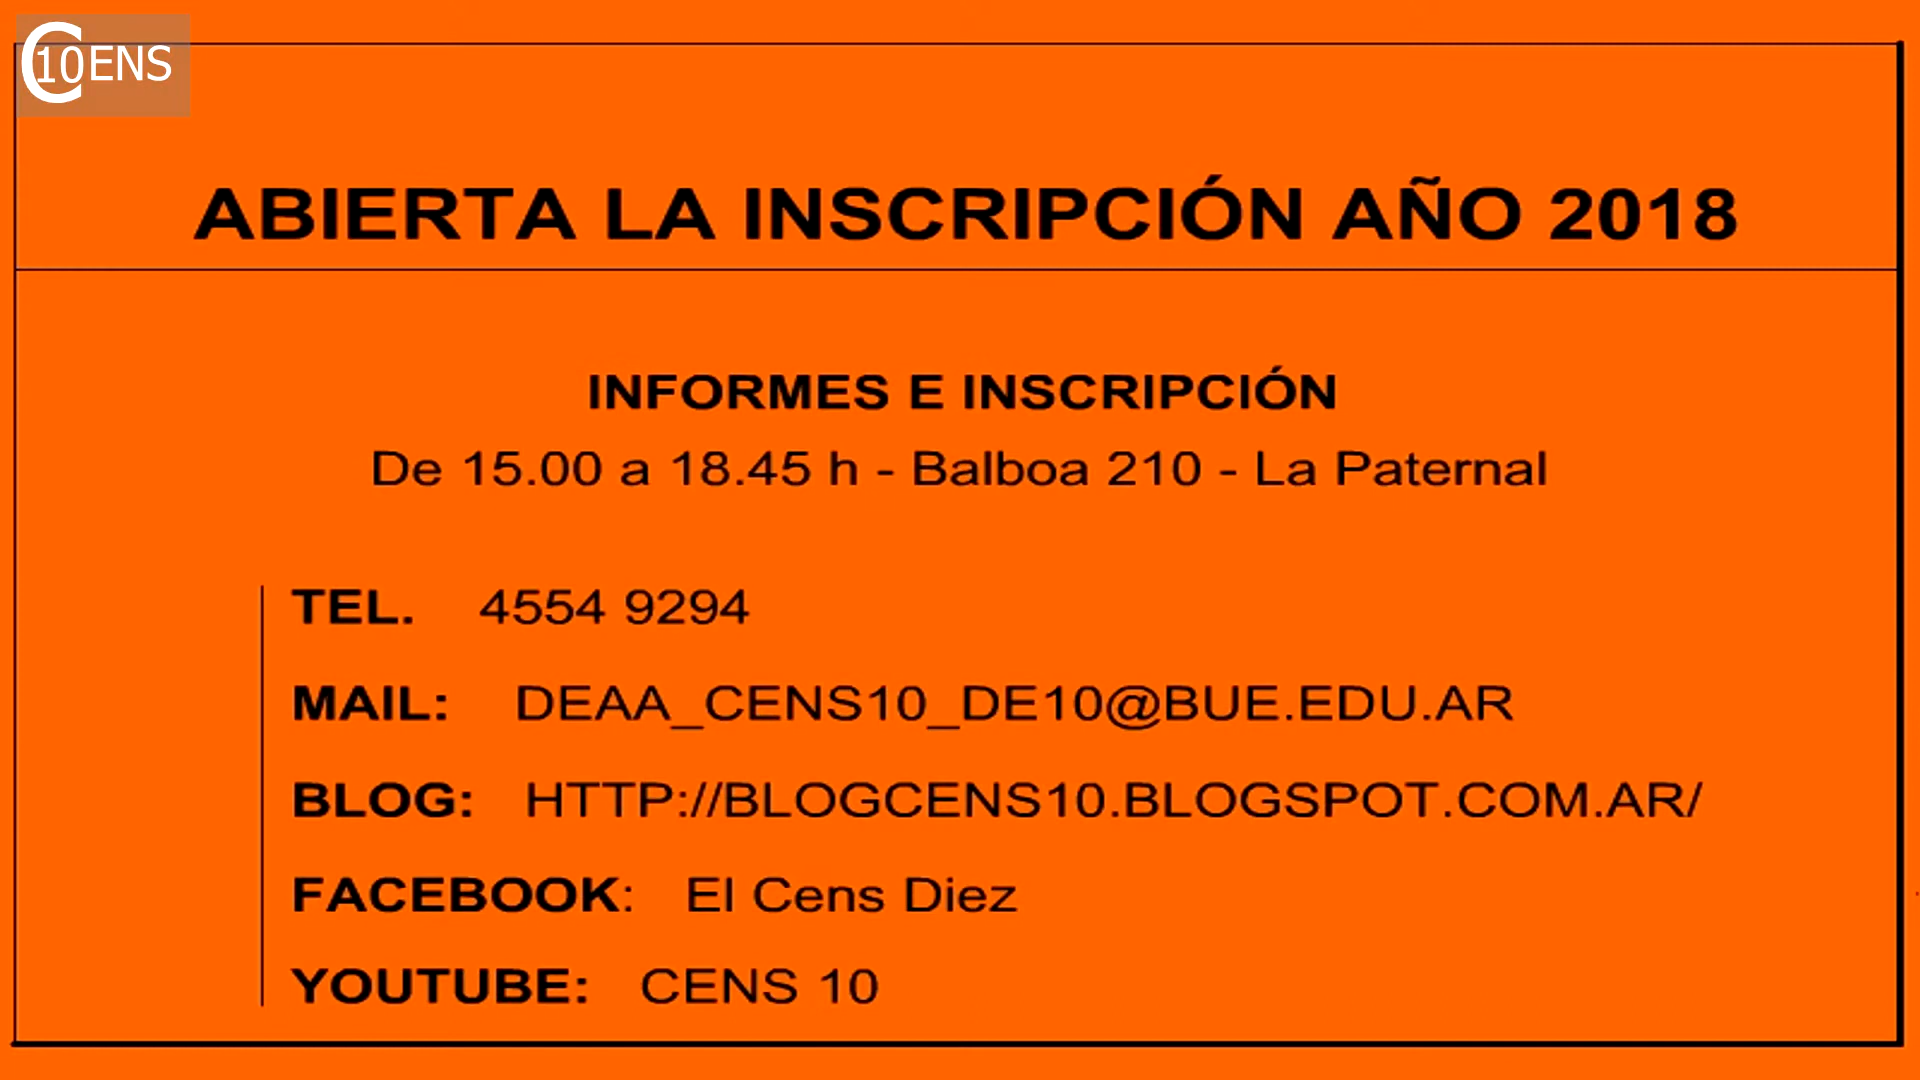 C10ENS
ABIERTA LA INSCRIPCIÓN AÑO 2018
INFORMES E INSCRIPCIÓN
De 15.00 a 18.45 h - Balboa 210 - La Paternal
TEL. 4554 9294
MAIL: DEAA_CENS10_DE10@BUE.EDU.AR
BLOG: HTTP://BLOGCENS10.BLOGSPOT.COM.AR/
FACEBOOK: El Cens Diez
YOUTUBE: CENS 10